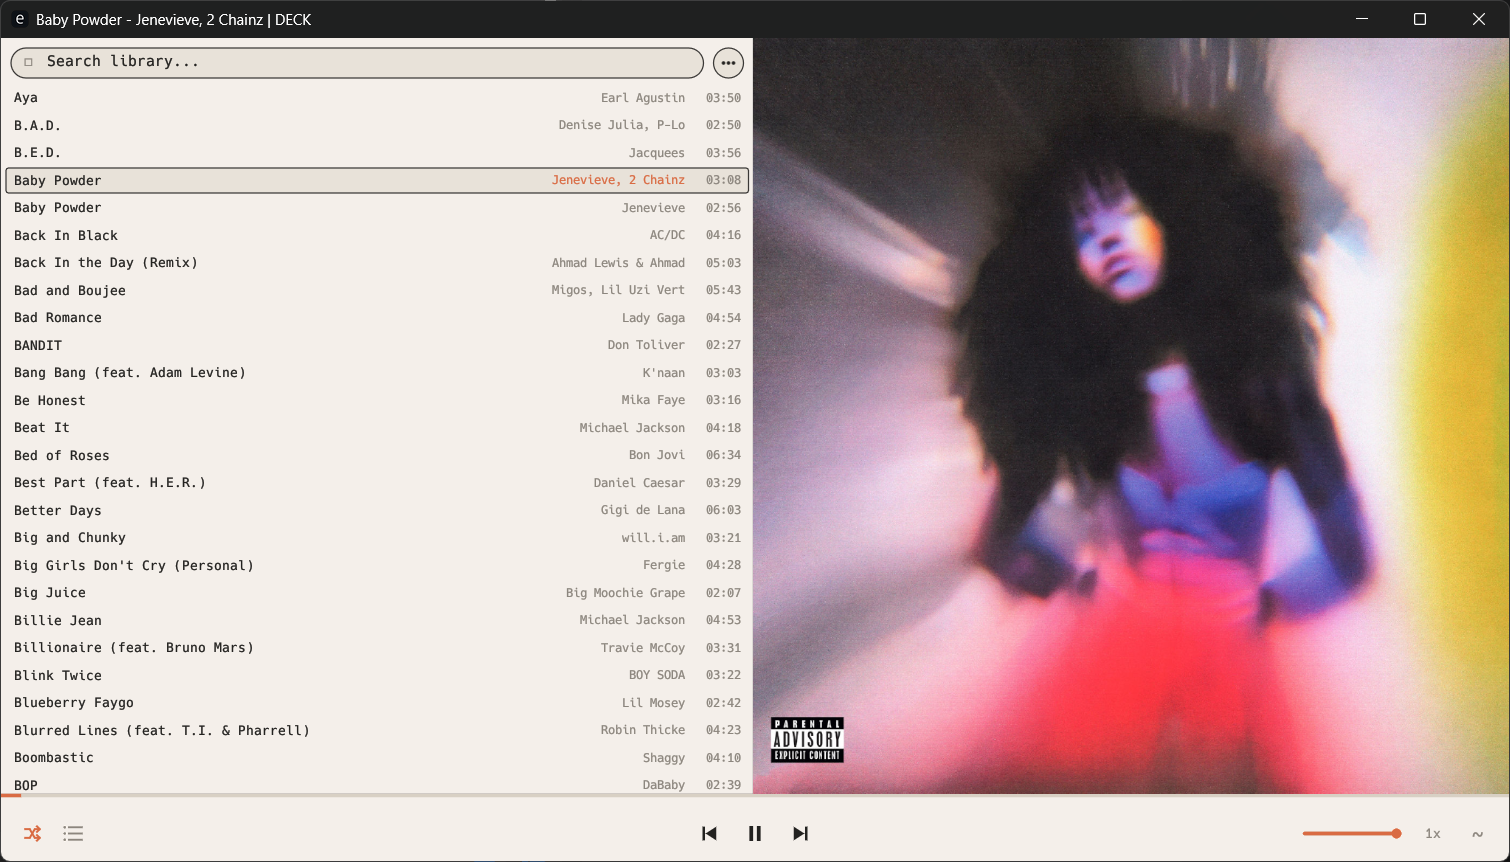 e Baby Powder - Jenevieve, 2 Chainz | DECK
Search library...
Aya Earl Agustin 03:50
B.A.D. Denise Julia, P-Lo 02:50
B.E.D. Jacquees 03:56
Baby Powder Jenevieve, 2 Chainz 03:08
Baby Powder Jenevieve 02:56
Back In Black AC/DC 04:16
Back In the Day (Remix) Ahmad Lewis & Ahmad 05:03
Bad and Boujee Migos, Lil Uzi Vert 05:43
Bad Romance Lady Gaga 04:54
BANDIT Don Toliver 02:27
Bang Bang (feat. Adam Levine) K'naan 03:03
Be Honest Mika Faye 03:16
Beat It Michael Jackson 04:18
Bed of Roses Bon Jovi 06:34
Best Part (feat. H.E.R.) Daniel Caesar 03:29
Better Days Gigi de Lana 06:03
Big and Chunky will.i.am 03:21
Big Girls Don't Cry (Personal) Fergie 04:28
Big Juice Big Moochie Grape 02:07
Billie Jean Michael Jackson 04:53
Billionaire (feat. Bruno Mars) Travie McCoy 03:31
Blink Twice BOY SODA 03:22
Blueberry Faygo Lil Mosey 02:42
Blurred Lines (feat. T.I. & Pharrell) Robin Thicke 04:23
Boombastic Shaggy 04:10
BOP DaBaby 02:39
PARENTAL
ADVISORY
EXPLICIT CONTENT
1x ~